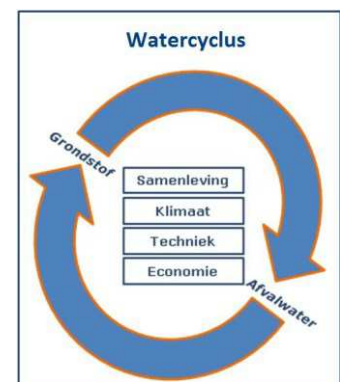 Watercyclus
Grondstof
Samenleving
Klimaat
Techniek
Economie
Afvalwater